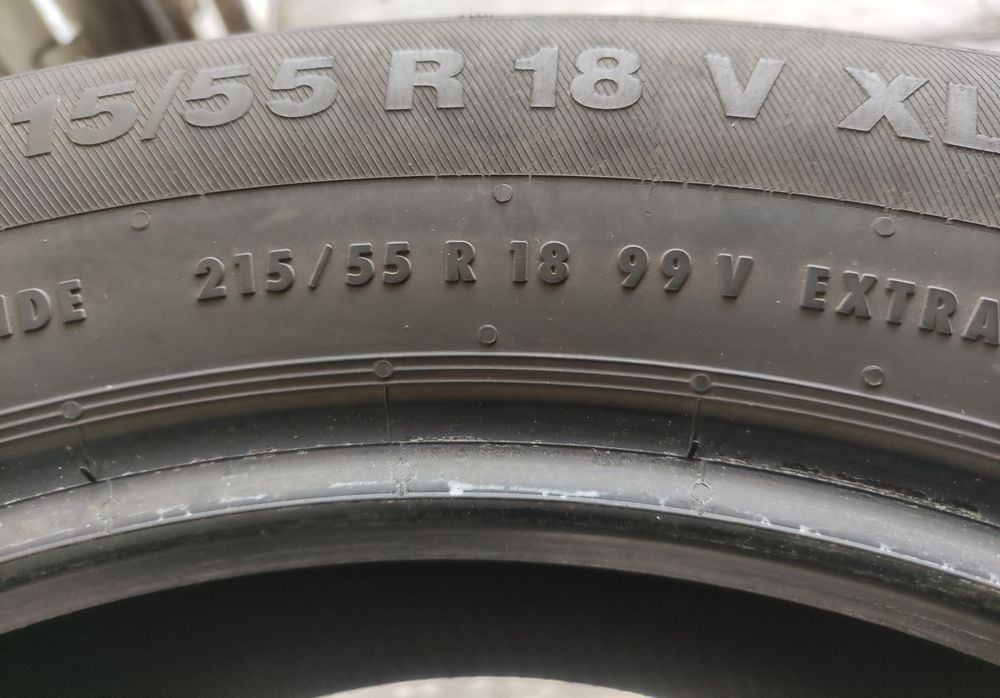 15/55 R 18 V XL
IDE 215/55 R 18 99 V EXTRA